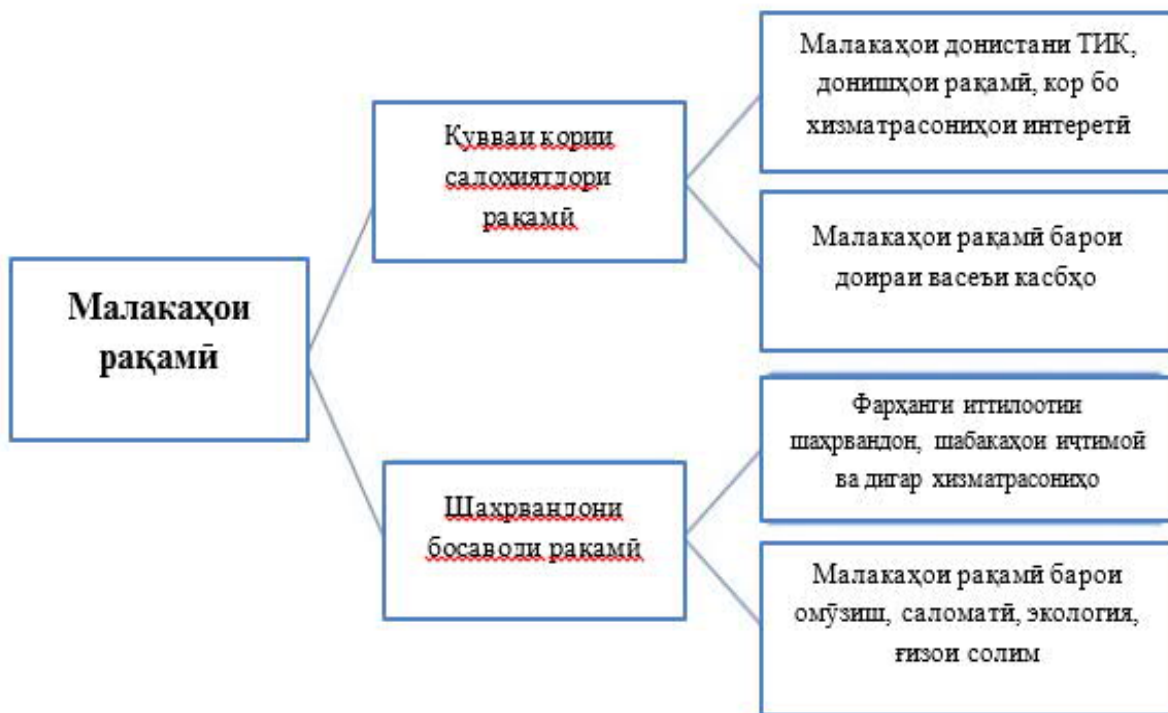 Малакаҳои
рақамӣ
Қувваи кории
салоҳиятдори
рақамӣ
Шаҳрвандони
босаводи рақамӣ
Малакаҳои донистани ТИК,
донишҳои рақамӣ, кор бо
хизматрасониҳои интеретӣ
Малакаҳои рақамӣ барои
доираи васеъи касбҳо
Фарҳанги иттилоотии
шаҳрвандон, шабакаҳои иҷтимоӣ
ва дигар хизматрасониҳо
Малакаҳои рақамӣ барои
омӯзиш, саломатӣ, экология,
ғизои солим